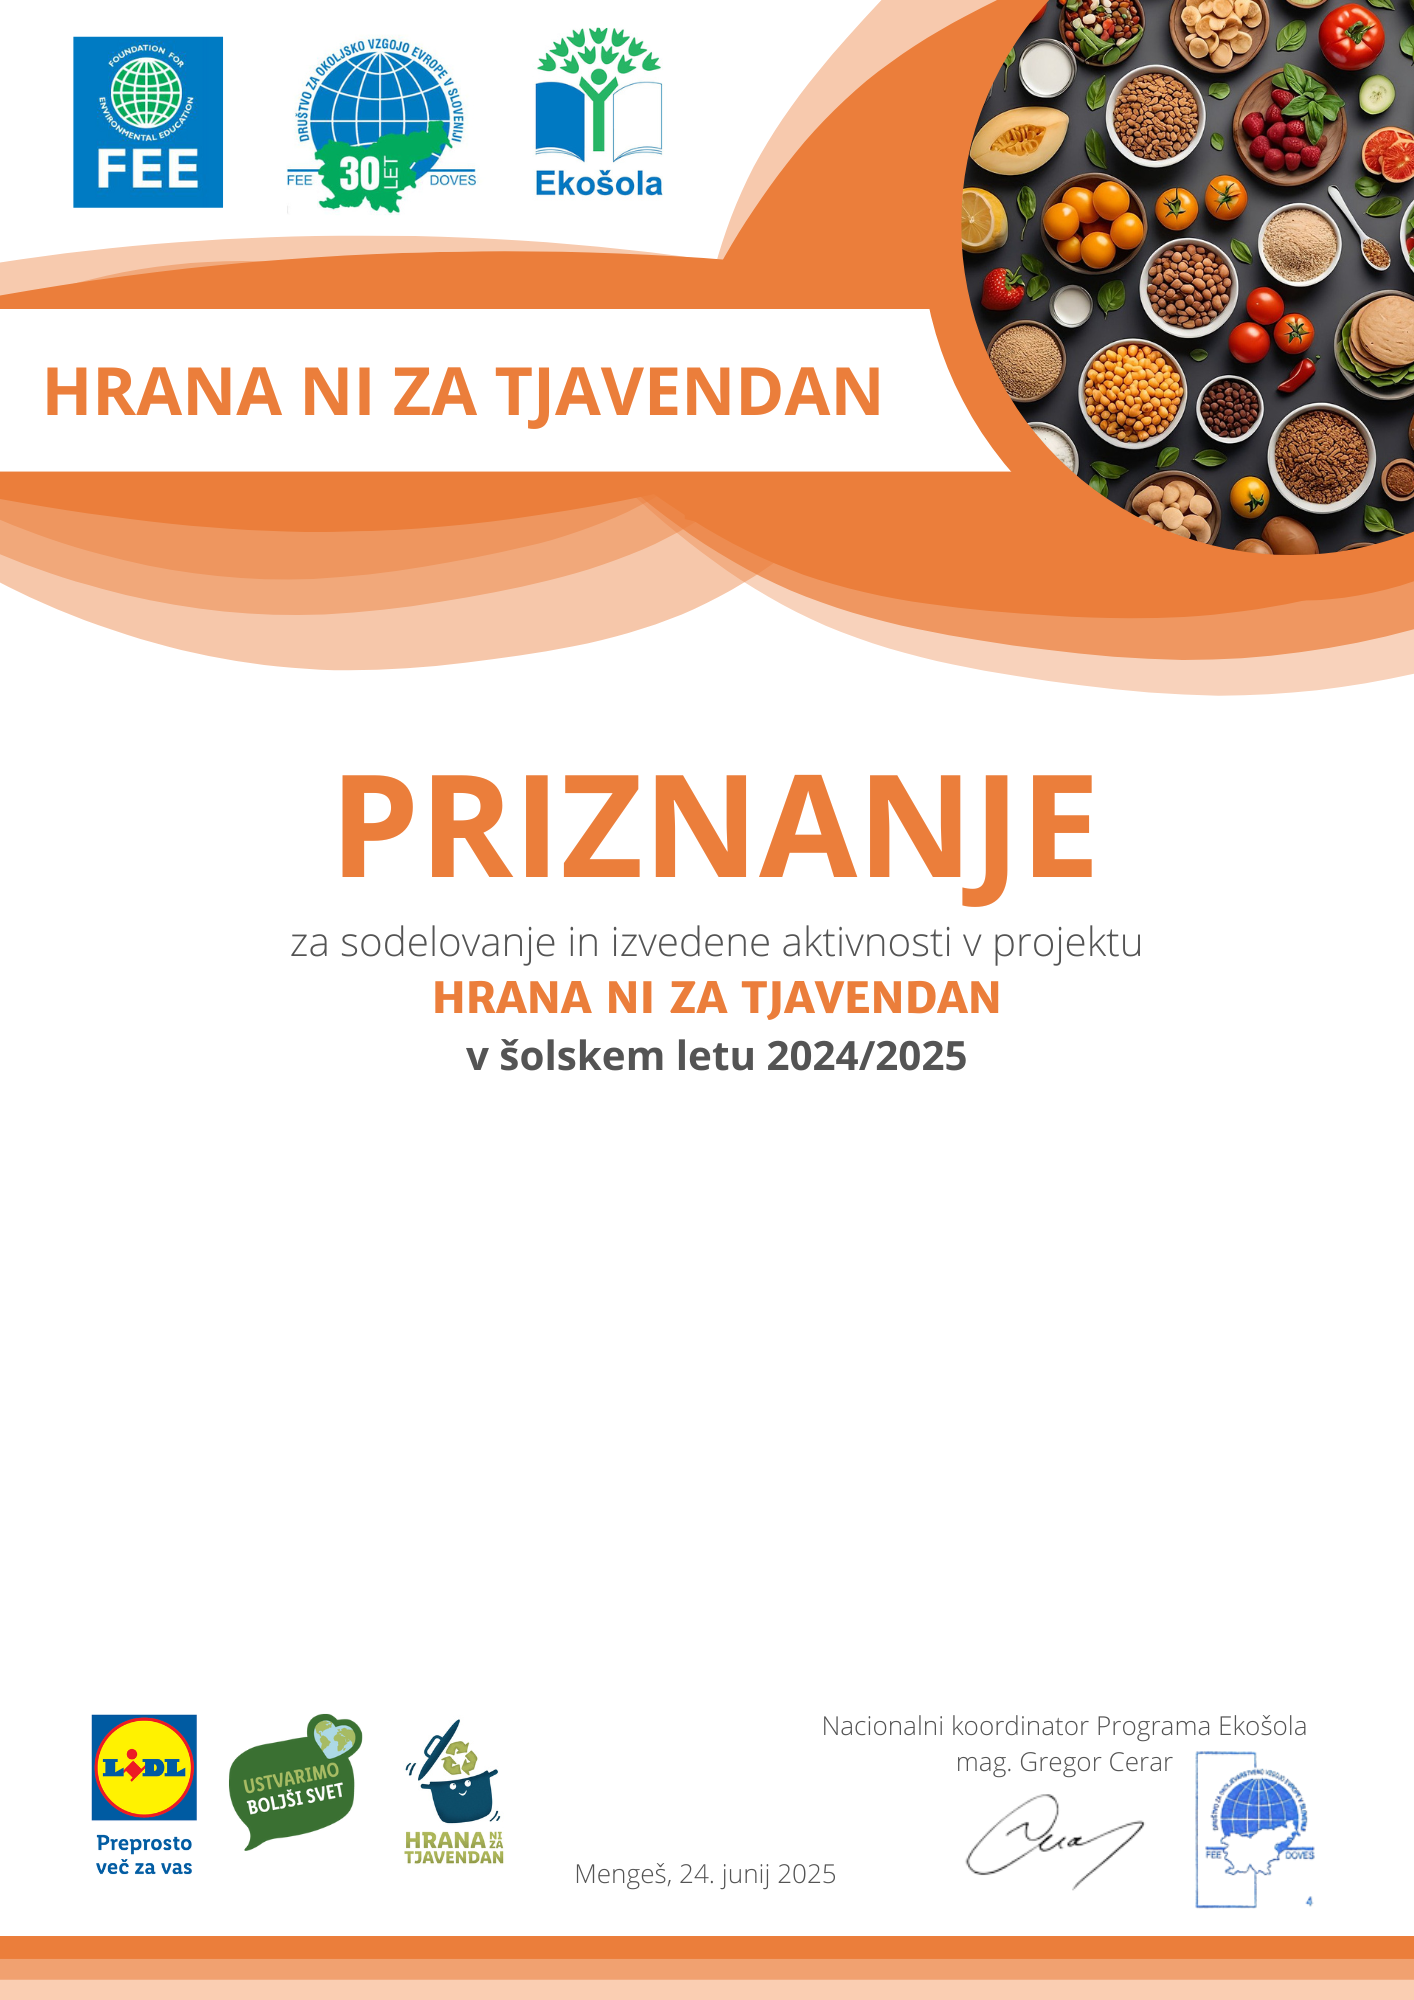 FOUNDATION FOR
ENVIRONMENTAL EDUCATION
FEE
DRUŠTVO ZA OKOLJSKO VZGOJO EVROPE V SLOVENIJI
30 LET
FEE DOVES
Ekošola
HRANA NI ZA TJAVENDAN
PRIZNANJE
za sodelovanje in izvedene aktivnosti v projektu
HRANA NI ZA TJAVENDAN
v šolskem letu 2024/2025
LIDL
Preprosto
več za vas
USTVARIMO
BOLJŠI SVET
HRANA NI ZA
TJAVENDAN
Mengeš, 24. junij 2025
Nacionalni koordinator Programa Ekošola
mag. Gregor Cerar
FEE DOVES
4